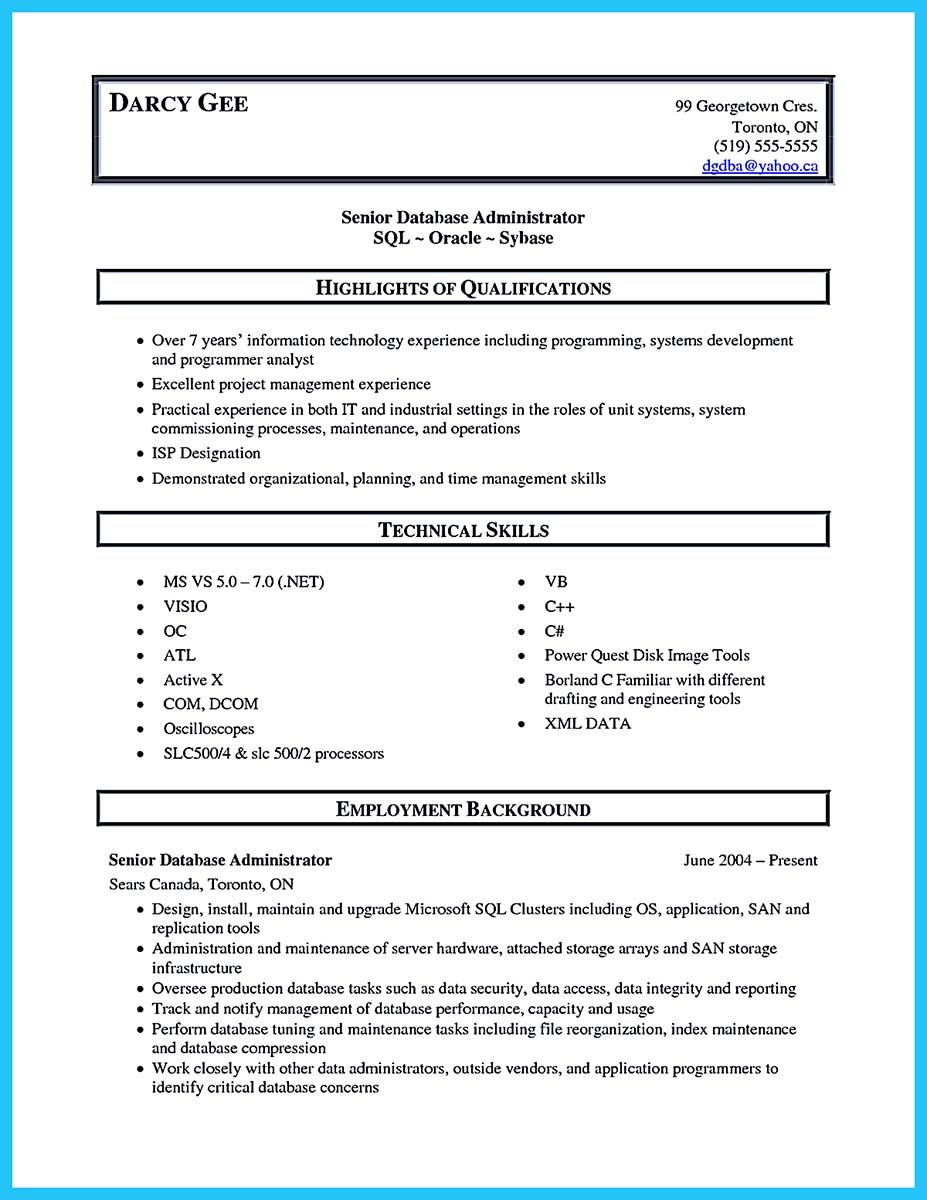 DARCY GEE
99 Georgetown Cres.
Toronto, ON
(519) 555-5555
dgdba@yahoo.ca
Senior Database Administrator
SQL ~ Oracle ~ Sybase
HIGHLIGHTS OF QUALIFICATIONS
• Over 7 years’ information technology experience including programming, systems development
and programmer analyst
• Excellent project management experience
• Practical experience in both IT and industrial settings in the roles of unit systems, system
commissioning processes, maintenance, and operations
• ISP Designation
• Demonstrated organizational, planning, and time management skills
TECHNICAL SKILLS
• MS VS 5.0 – 7.0 (.NET)
• VISIO
• OC
• ATL
• Active X
• COM, DCOM
• Oscilloscopes
• SLC500/4 & slc 500/2 processors
• VB
• C++
• C#
• Power Quest Disk Image Tools
• Borland C Familiar with different
drafting and engineering tools
• XML DATA
EMPLOYMENT BACKGROUND
Senior Database Administrator June 2004 – Present
Sears Canada, Toronto, ON
• Design, install, maintain and upgrade Microsoft SQL Clusters including OS, application, SAN and
replication tools
• Administration and maintenance of server hardware, attached storage arrays and SAN storage
infrastructure
• Oversee production database tasks such as data security, data access, data integrity and reporting
• Track and notify management of database performance, capacity and usage
• Perform database tuning and maintenance tasks including file reorganization, index maintenance
and database compression
• Work closely with other data administrators, outside vendors, and application programmers to
identify critical database concerns